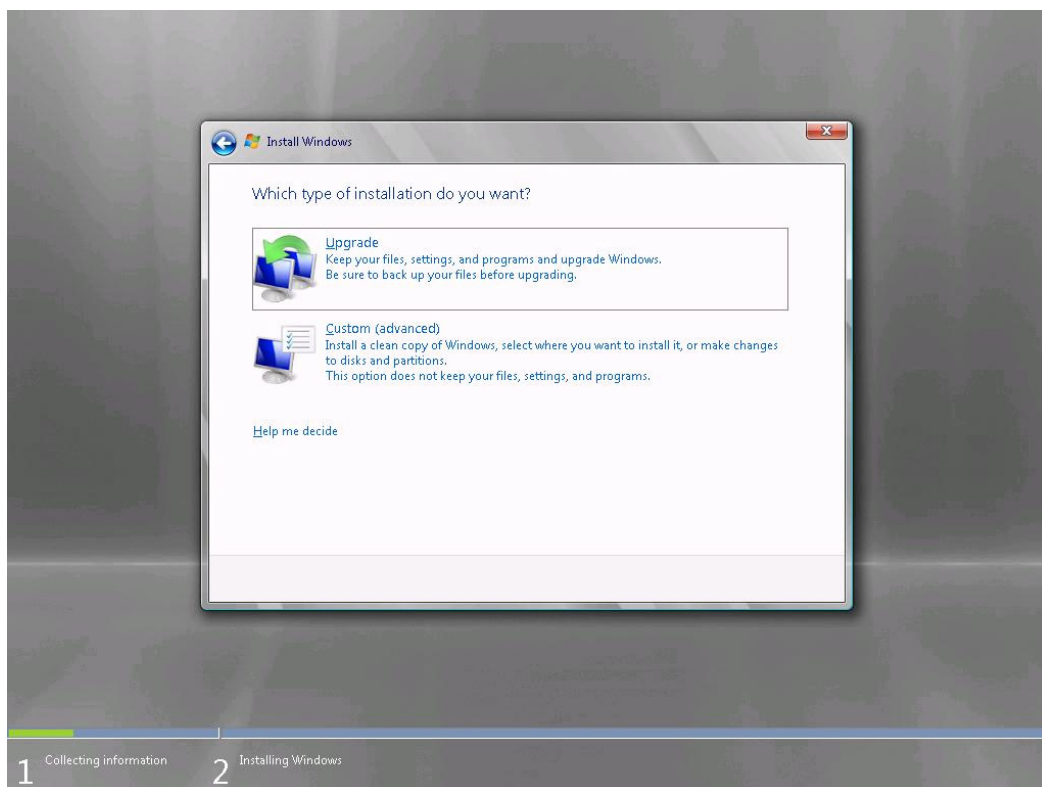 Install Windows
Which type of installation do you want?
Upgrade
Keep your files, settings, and programs and upgrade Windows.
Be sure to back up your files before upgrading.
Custom (advanced)
Install a clean copy of Windows, select where you want to install it, or make changes
to disks and partitions.
This option does not keep your files, settings, and programs.
Help me decide
1 Collecting information
2 Installing Windows